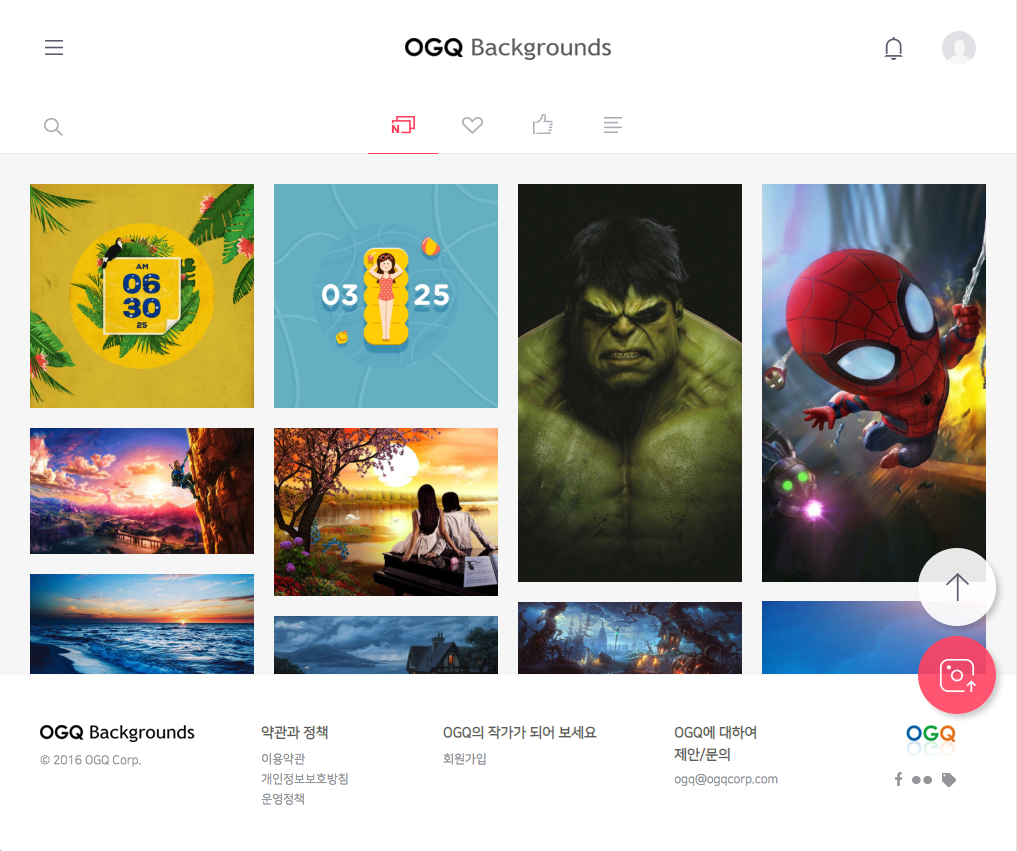 OGQ Backgrounds
N
AM
06
30
25
03 25
OGQ Backgrounds
© 2016 OGQ Corp.
약관과 정책
이용약관
개인정보보호방침
운영정책
OGQ의 작가가 되어 보세요
회원가입
OGQ에 대하여
제안/문의
ogq@ogqcorp.com
OGQ